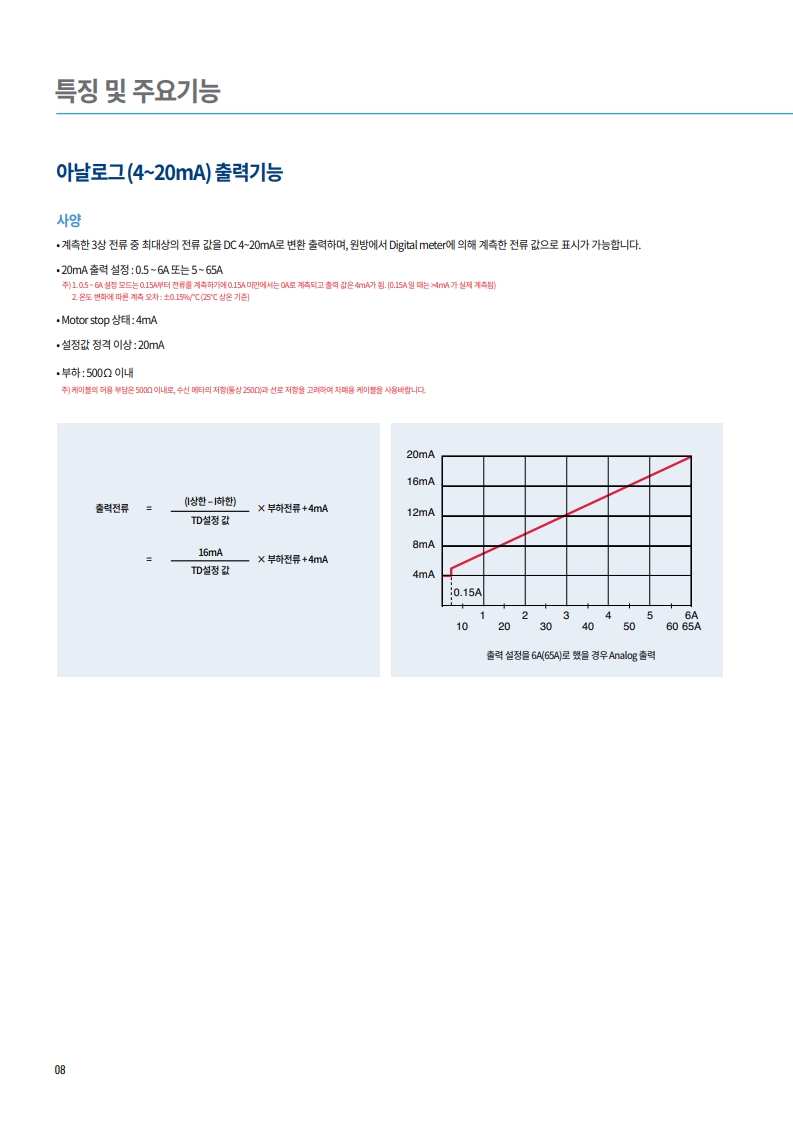 특징 및 주요기능
아날로그 (4~20mA) 출력기능
사양
• 계측한 3상 전류 중 최대상의 전류 값을 DC 4~20mA로 변환 출력하며, 원방에서 Digital meter에 의해 계측한 전류 값으로 표시가 가능합니다.
• 20mA 출력 설정 : 0.5 ~ 6A 또는 5 ~ 65A
주) 1. 0.5 ~ 6A 설정 모드는 0.15A부터 전류를 계측하기에 0.15A 미만에서는 0A로 계측되고 출력 값은 4mA가 됨. (0.15A 일 때는 >4mA 가 실제 계측됨)
2. 온도 변화에 따른 계측 오차 : ±0.15%/°C (25°C 상온 기준)
• Motor stop 상태 : 4mA
• 설정값 정격 이상 : 20mA
• 부하 : 500Ω 이내
주) 케이블의 허용 부담은 500Ω 이내로, 수신 메타의 저항(통상 250Ω)과 선로 저항을 고려하여 차폐용 케이블을 사용바랍니다.
출력전류 = (I상한 – I하한) / TD설정 값 × 부하전류 + 4mA
= 16mA / TD설정 값 × 부하전류 + 4mA
20mA
16mA
12mA
8mA
4mA
0.15A
1 2 3 4 5 6A
10 20 30 40 50 60 65A
출력 설정을 6A(65A)로 했을 경우 Analog 출력
08